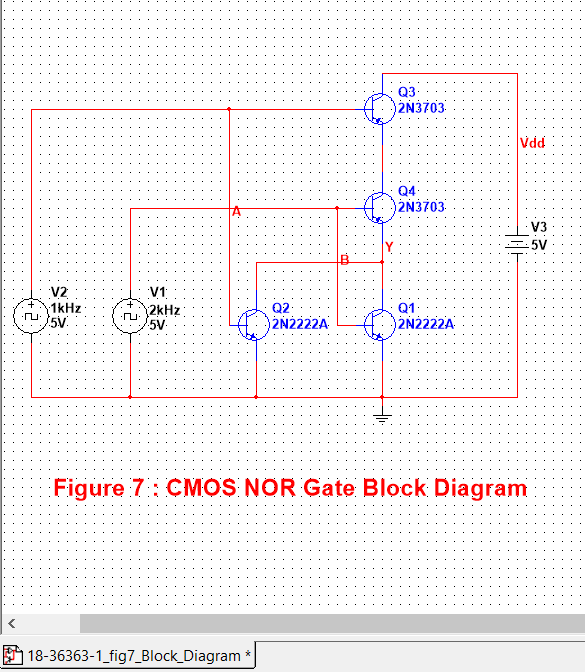 Q3
2N3703
Vdd
Q4
2N3703
A
V3
5V
Y
B
V2
1kHz
5V
V1
2kHz
5V
Q2
2N2222A
Q1
2N2222A
Figure 7 : CMOS NOR Gate Block Diagram
18-36363-1_fig7_Block_Diagram *